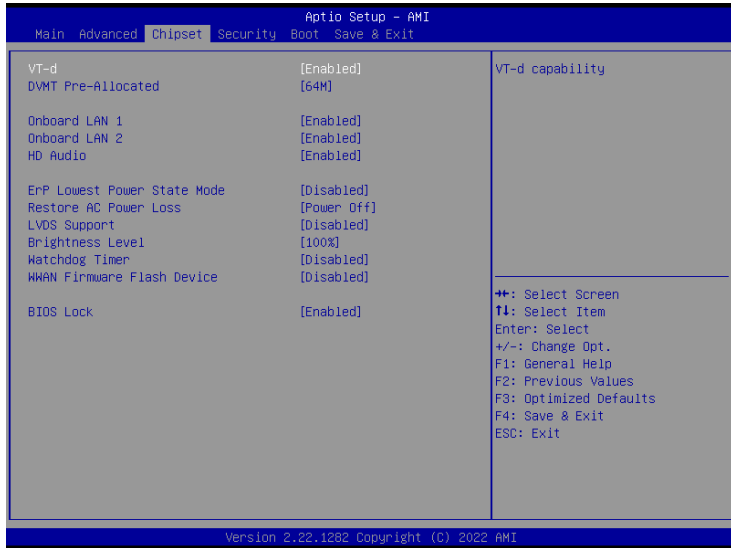 Aptio Setup – AMI
Main Advanced Chipset Security Boot Save & Exit
VT-d [Enabled] VT-d capability
DVMT Pre-Allocated [64M]
Onboard LAN 1 [Enabled]
Onboard LAN 2 [Enabled]
HD Audio [Enabled]
ErP Lowest Power State Mode [Disabled]
Restore AC Power Loss [Power Off]
LVDS Support [Disabled]
Brightness Level [100%]
Watchdog Timer [Disabled]
WWAN Firmware Flash Device [Disabled]
BIOS Lock [Enabled]
→←: Select Screen
↑↓: Select Item
Enter: Select
+/-: Change Opt.
F1: General Help
F2: Previous Values
F3: Optimized Defaults
F4: Save & Exit
ESC: Exit
Version 2.22.1282 Copyright (C) 2022 AMI